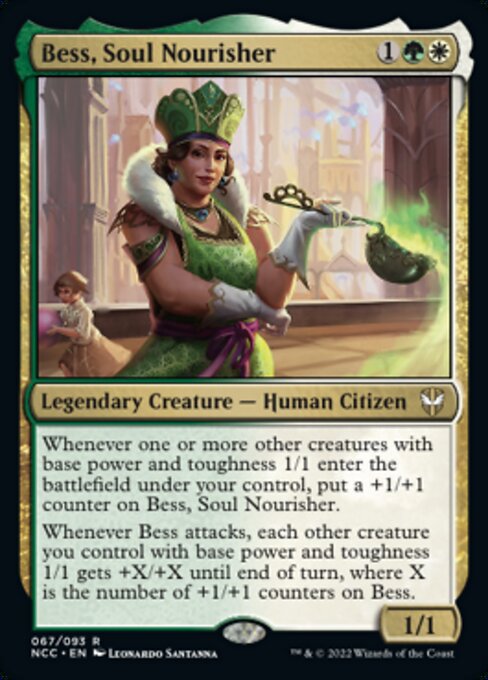 Bess, Soul Nourisher 1
Legendary Creature — Human Citizen
Whenever one or more other creatures with
base power and toughness 1/1 enter the
battlefield under your control, put a +1/+1
counter on Bess, Soul Nourisher.
Whenever Bess attacks, each other creature
you control with base power and toughness
1/1 gets +X/+X until end of turn, where X
is the number of +1/+1 counters on Bess.
1/1
067/093 R
NCC • EN Leonardo Santanna
™ & © 2022 Wizards of the Coast